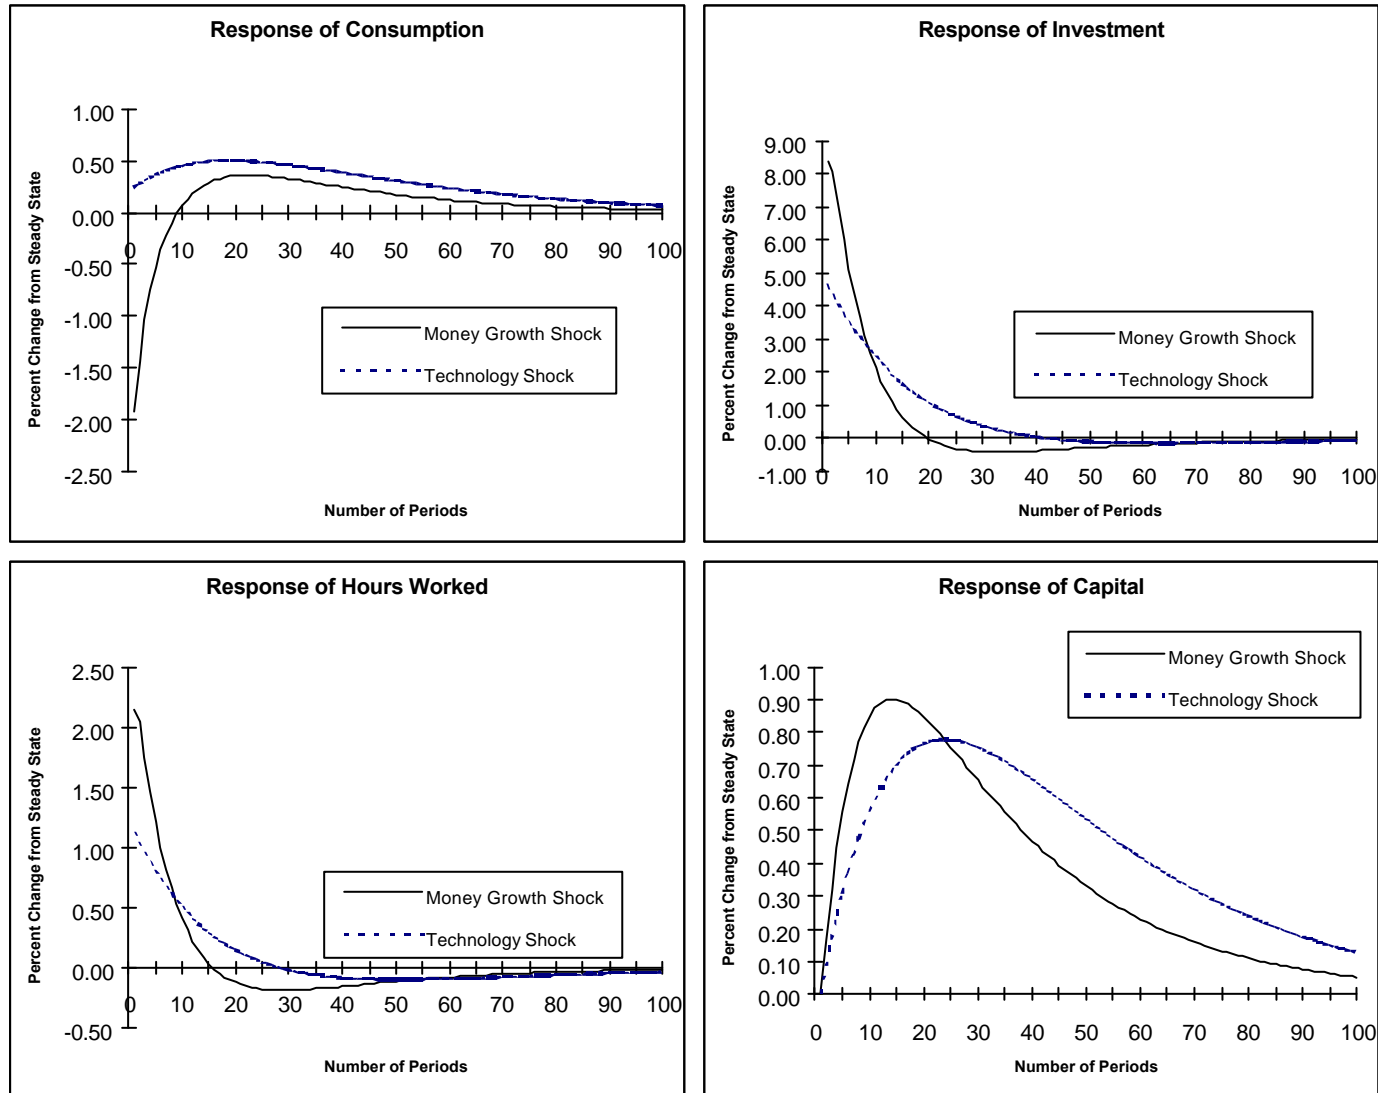 Response of Consumption
Percent Change from Steady State
1.00
0.50
0.00
-0.50
-1.00
-1.50
-2.00
-2.50
0 10 20 30 40 50 60 70 80 90 100
Money Growth Shock
Technology Shock
Number of Periods
Response of Investment
Percent Change from Steady State
9.00
8.00
7.00
6.00
5.00
4.00
3.00
2.00
1.00
0.00
-1.00
0 10 20 30 40 50 60 70 80 90 100
Money Growth Shock
Technology Shock
Number of Periods
Response of Hours Worked
Percent Change from Steady State
2.50
2.00
1.50
1.00
0.50
0.00
-0.50
0 10 20 30 40 50 60 70 80 90 100
Money Growth Shock
Technology Shock
Number of Periods
Response of Capital
Percent Change from Steady State
Money Growth Shock
Technology Shock
1.00
0.90
0.80
0.70
0.60
0.50
0.40
0.30
0.20
0.10
0.00
0 10 20 30 40 50 60 70 80 90 100
Number of Periods